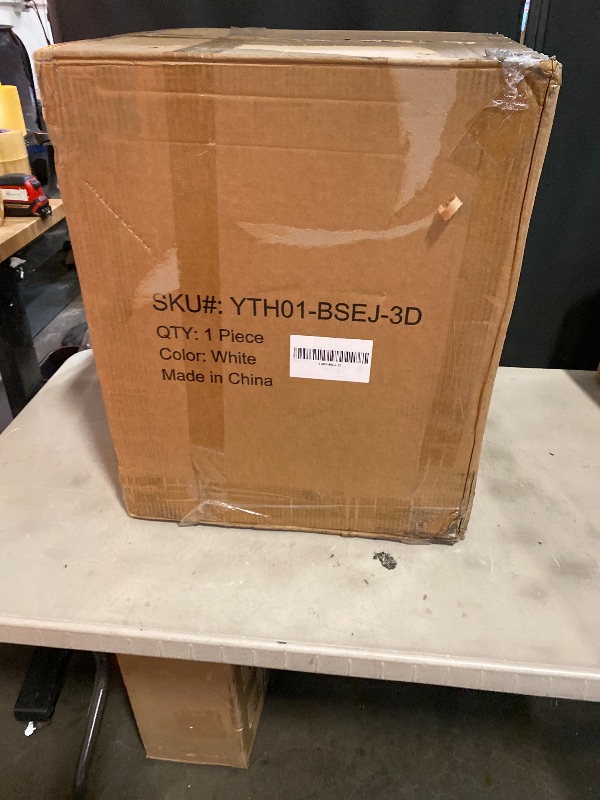 SKU#: YTH01-BSEJ-3D
QTY: 1 Piece
Color: White
Made in China